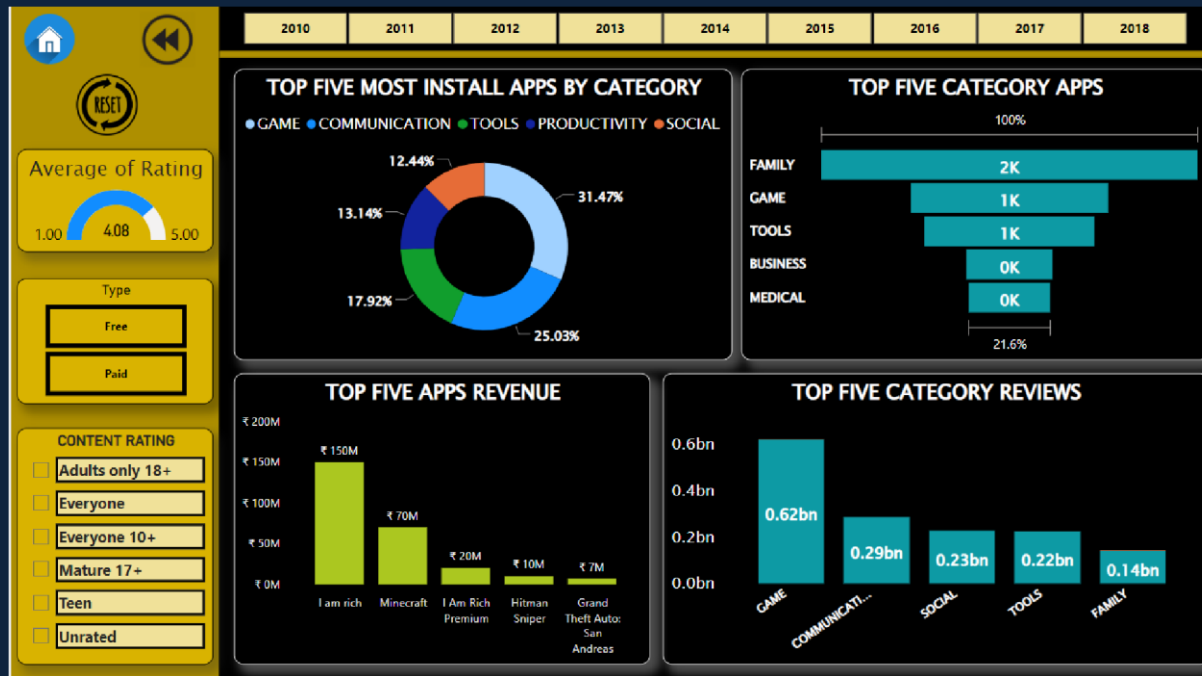 2010 2011 2012 2013 2014 2015 2016 2017 2018
RESET
Average of Rating
4.08
1.00 5.00
Type
Free
Paid
CONTENT RATING
Adults only 18+
Everyone
Everyone 10+
Mature 17+
Teen
Unrated
TOP FIVE MOST INSTALL APPS BY CATEGORY
GAME COMMUNICATION TOOLS PRODUCTIVITY SOCIAL
12.44%
31.47%
13.14%
17.92%
25.03%
TOP FIVE CATEGORY APPS
100%
FAMILY 2K
GAME 1K
TOOLS 1K
BUSINESS 0K
MEDICAL 0K
21.6%
TOP FIVE APPS REVENUE
₹ 200M
₹ 150M
₹ 100M
₹ 50M
₹ 0M
₹ 150M
₹ 70M
₹ 20M
₹ 10M
₹ 7M
I am rich
Minecraft
I Am Rich
Premium
Hitman
Sniper
Grand
Theft Auto:
San
Andreas
TOP FIVE CATEGORY REVIEWS
0.6bn
0.4bn
0.2bn
0.0bn
0.62bn
0.29bn
0.23bn
0.22bn
0.14bn
GAME
COMMUNICATI...
SOCIAL
TOOLS
FAMILY